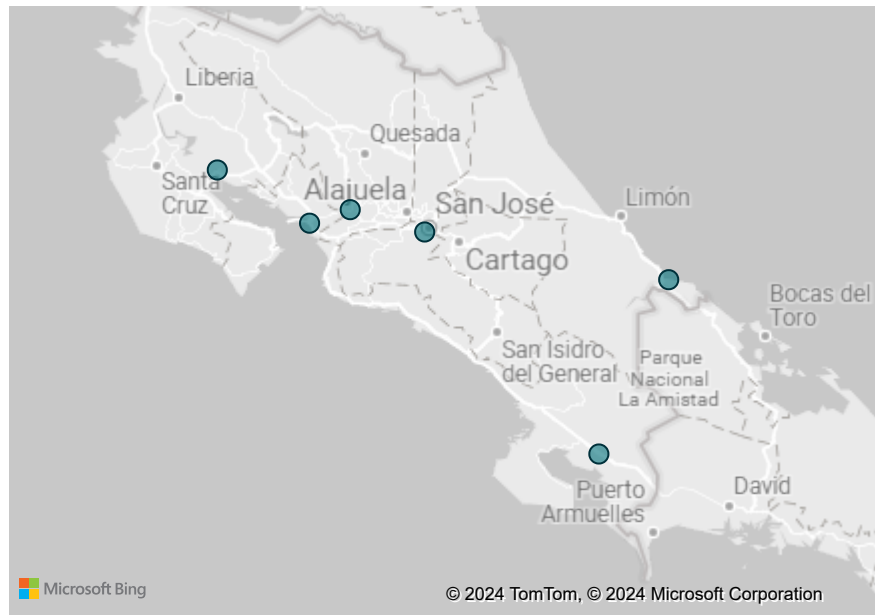 Liberia
Quesada
Santa
Cruz
Alajuela
San José
Limón
Cartago
Bocas del
Toro
San Isidro
del General
Parque
Nacional
La Amistad
Puerto
Armuelles
David
Microsoft Bing
© 2024 TomTom, © 2024 Microsoft Corporation